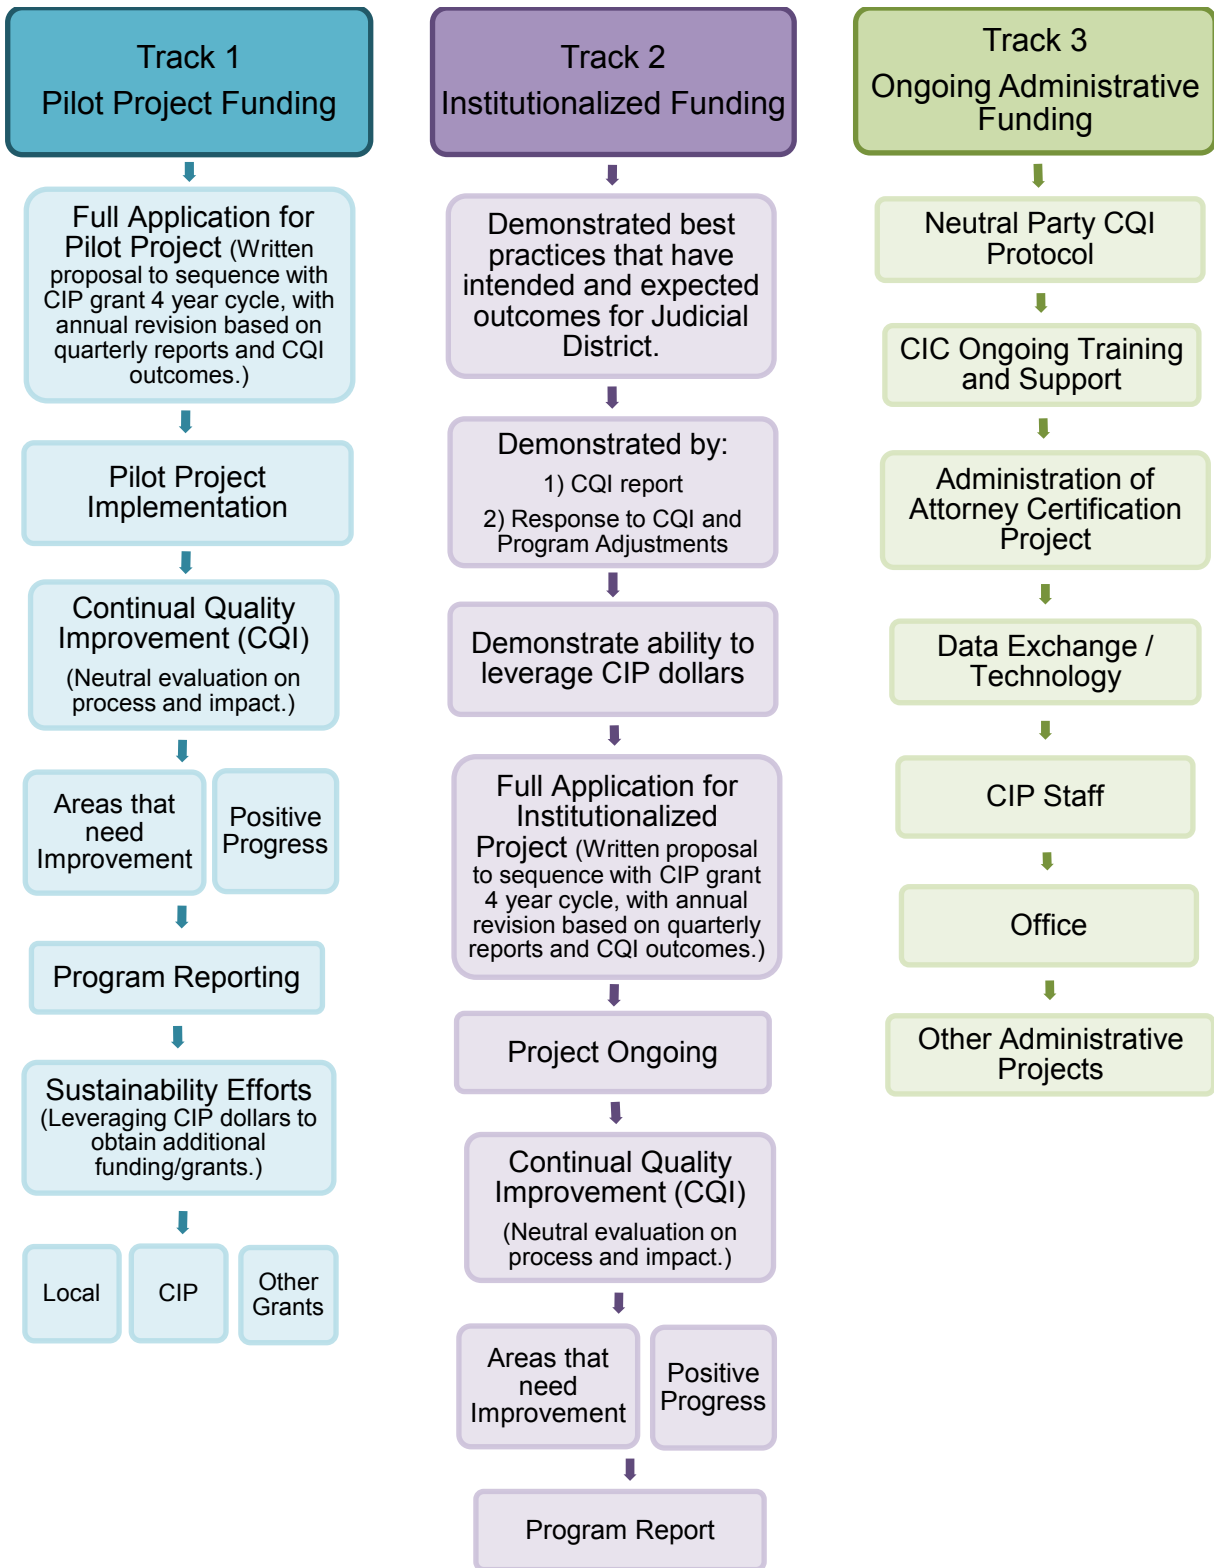 Track 1
Pilot Project Funding
Full Application for
Pilot Project (Written
proposal to sequence with
CIP grant 4 year cycle, with
annual revision based on
quarterly reports and CQI
outcomes.)
Pilot Project
Implementation
Continual Quality
Improvement (CQI)
(Neutral evaluation on
process and impact.)
Areas that
need
Improvement
Positive
Progress
Program Reporting
Sustainability Efforts
(Leveraging CIP dollars to
obtain additional
funding/grants.)
Local
CIP
Other
Grants
Track 2
Institutionalized Funding
Demonstrated best
practices that have
intended and expected
outcomes for Judicial
District.
Demonstrated by:
1) CQI report
2) Response to CQI and
Program Adjustments
Demonstrate ability to
leverage CIP dollars
Full Application for
Institutionalized
Project (Written proposal
to sequence with CIP grant
4 year cycle, with annual
revision based on quarterly
reports and CQI outcomes.)
Project Ongoing
Continual Quality
Improvement (CQI)
(Neutral evaluation on
process and impact.)
Areas that
need
Improvement
Positive
Progress
Program Report
Track 3
Ongoing Administrative
Funding
Neutral Party CQI
Protocol
CIC Ongoing Training
and Support
Administration of
Attorney Certification
Project
Data Exchange /
Technology
CIP Staff
Office
Other Administrative
Projects